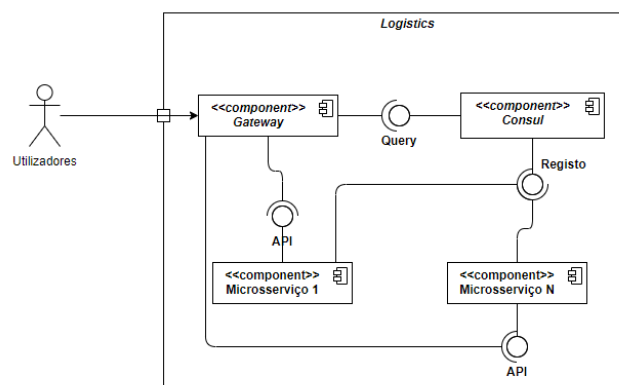 Logistics
<<component>>
Gateway
<<component>>
Consul
Query
Utilizadores
Registo
API
<<component>>
Microsserviço 1
<<component>>
Microsserviço N
API